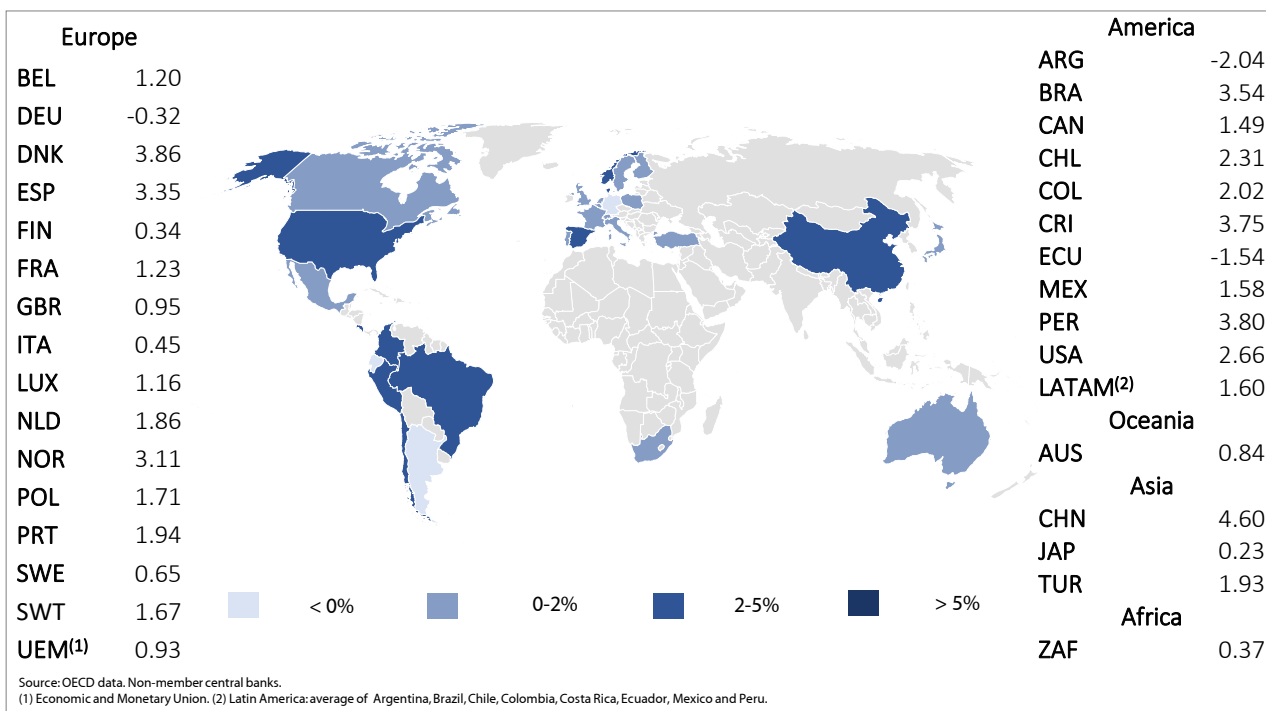 Europe
BEL 1.20
DEU -0.32
DNK 3.86
ESP 3.35
FIN 0.34
FRA 1.23
GBR 0.95
ITA 0.45
LUX 1.16
NLD 1.86
NOR 3.11
POL 1.71
PRT 1.94
SWE 0.65
SWT 1.67
UEM(1) 0.93
America
ARG -2.04
BRA 3.54
CAN 1.49
CHL 2.31
COL 2.02
CRI 3.75
ECU -1.54
MEX 1.58
PER 3.80
USA 2.66
LATAM(2) 1.60
Oceania
AUS 0.84
Asia
CHN 4.60
JAP 0.23
TUR 1.93
Africa
ZAF 0.37
< 0% 0-2% 2-5% > 5%
Source: OECD data. Non-member central banks.
(1) Economic and Monetary Union. (2) Latin America: average of Argentina, Brazil, Chile, Colombia, Costa Rica, Ecuador, Mexico and Peru.